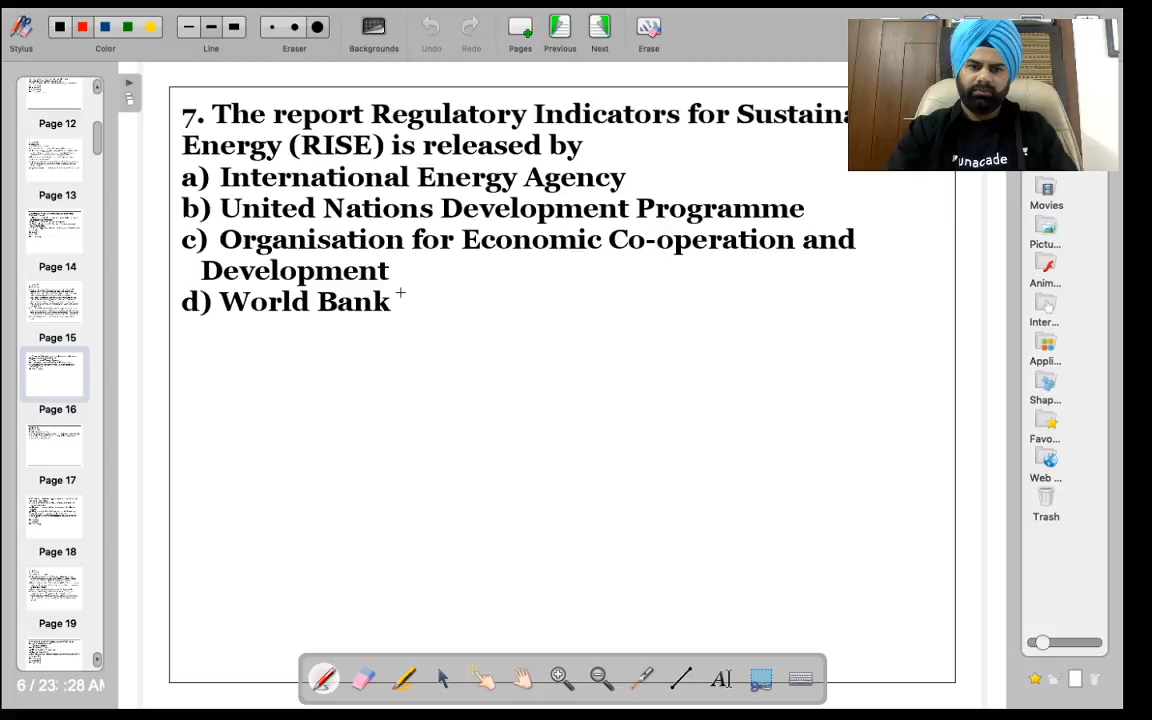 Stylus
Color
Line
Eraser
Backgrounds
Undo
Redo
Pages
Previous
Next
Erase
Page 12
Page 13
Page 14
Page 15
Page 16
Page 17
Page 18
Page 19
7. The report Regulatory Indicators for
Energy (RISE) is released by
a) International Energy Agency
b) United Nations Development Programme
c) Organisation for Economic Co-operation and
Development
d) World Bank
unacade
Movies
Pictu...
Anim...
Inter...
Appli...
Shap...
Favo...
Web ...
Trash
6 / 23